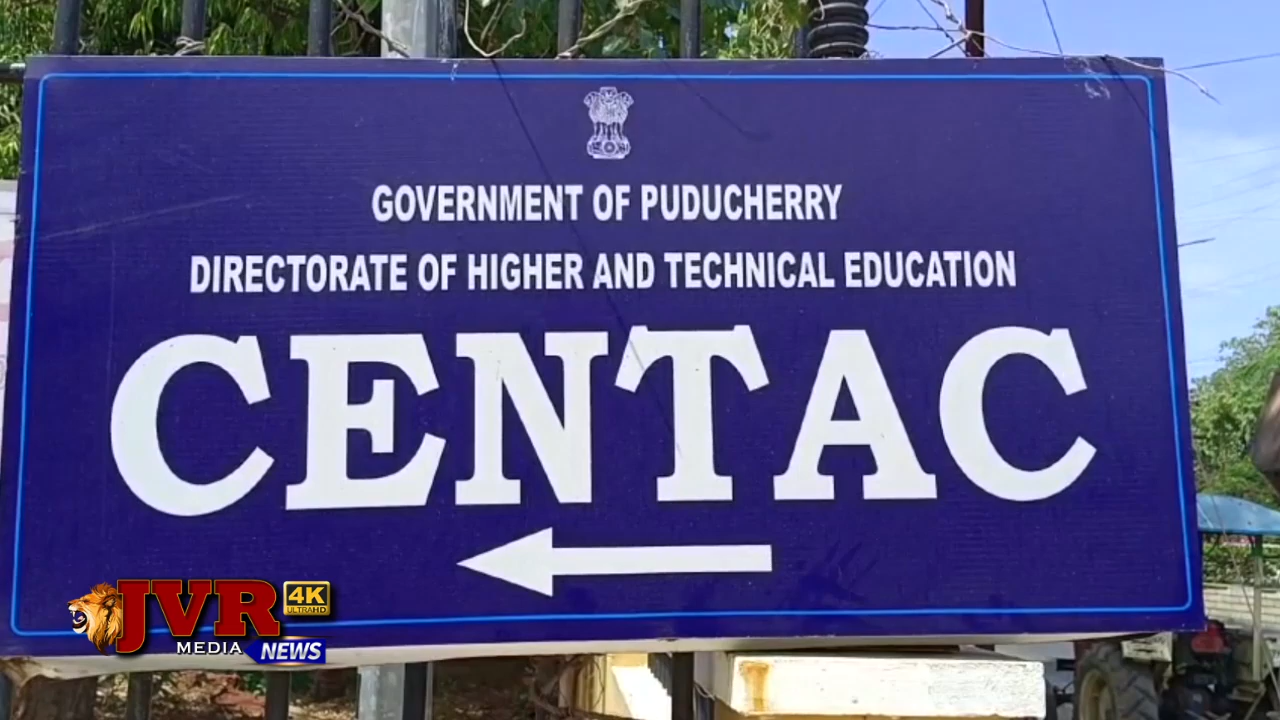 GOVERNMENT OF PUDUCHERRY
DIRECTORATE OF HIGHER AND TECHNICAL EDUCATION
CENTAC
JVR
4K
ULTRAHD
MEDIA NEWS